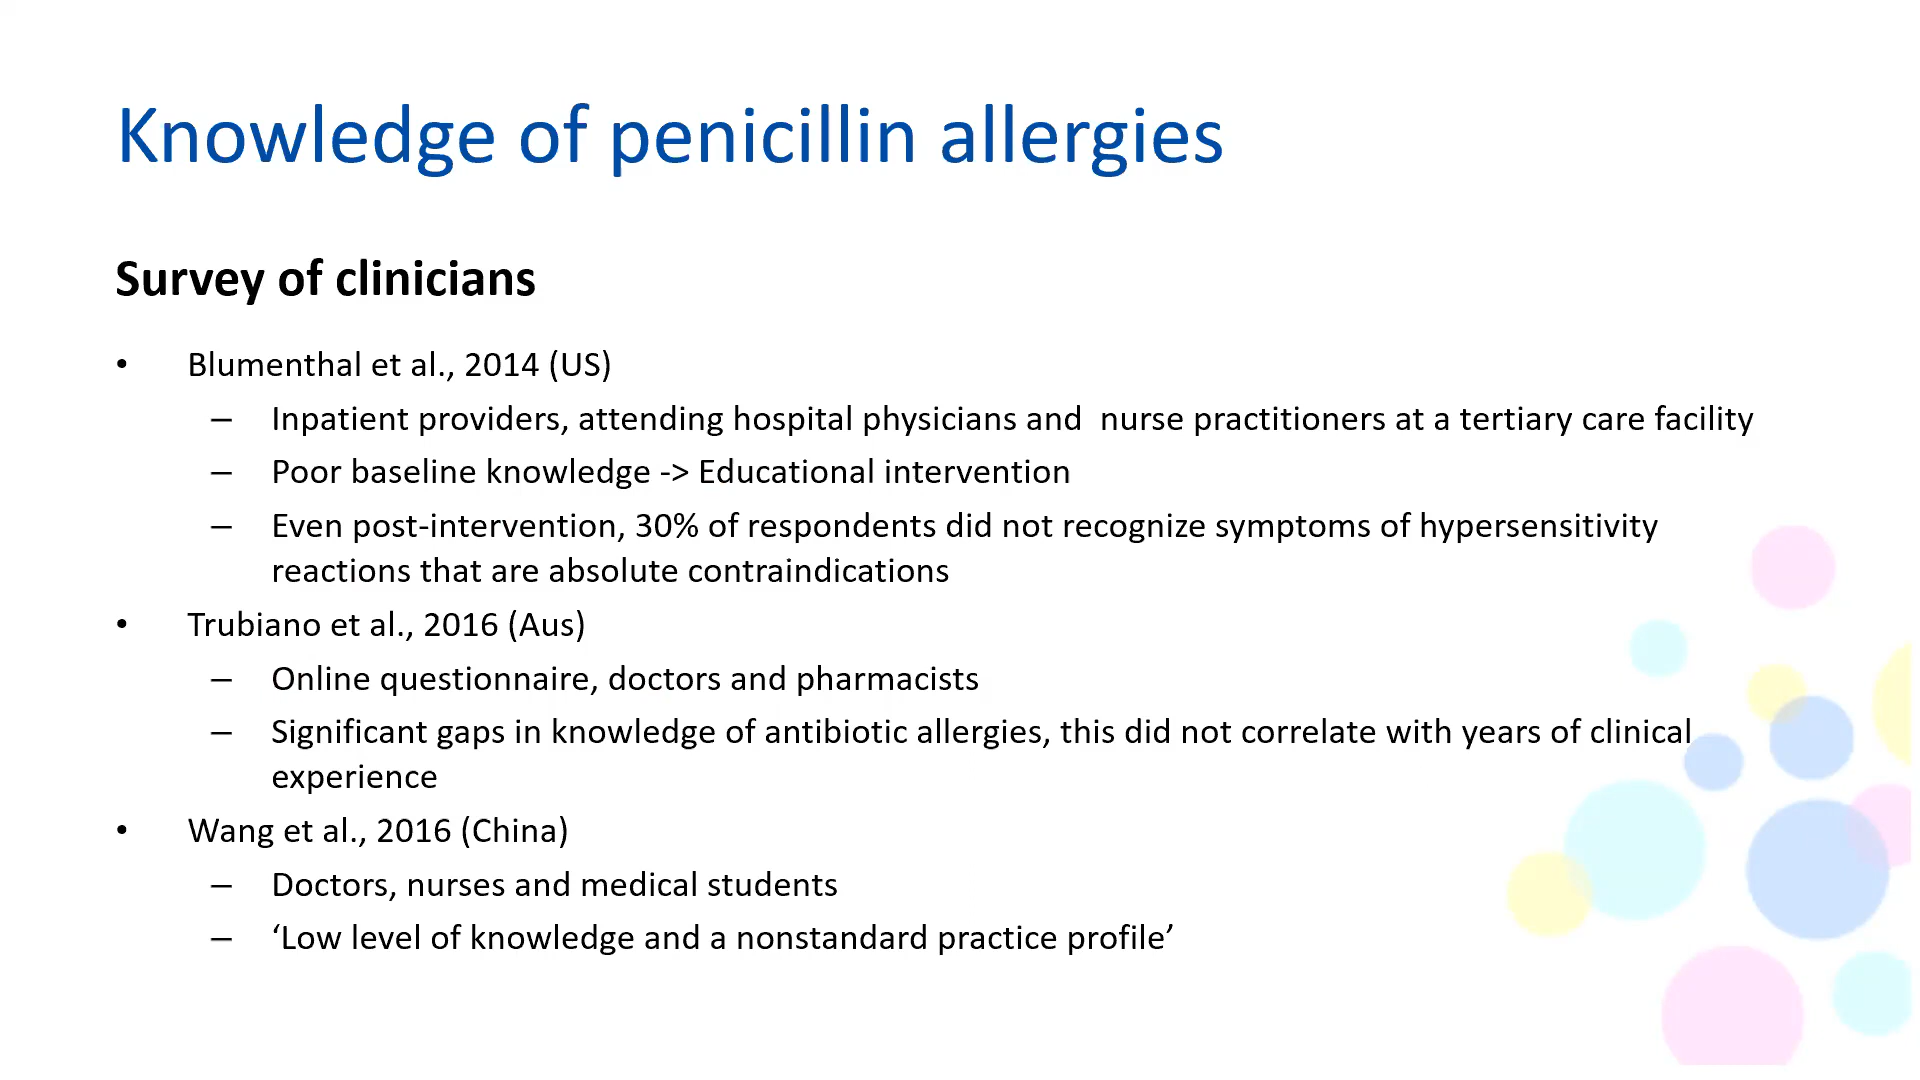 Knowledge of penicillin allergies
Survey of clinicians
• Blumenthal et al., 2014 (US)
– Inpatient providers, attending hospital physicians and  nurse practitioners at a tertiary care facility
– Poor baseline knowledge -> Educational intervention
– Even post-intervention, 30% of respondents did not recognize symptoms of hypersensitivity
reactions that are absolute contraindications
• Trubiano et al., 2016 (Aus)
– Online questionnaire, doctors and pharmacists
– Significant gaps in knowledge of antibiotic allergies, this did not correlate with years of clinical
experience
• Wang et al., 2016 (China)
– Doctors, nurses and medical students
– ‘Low level of knowledge and a nonstandard practice profile’